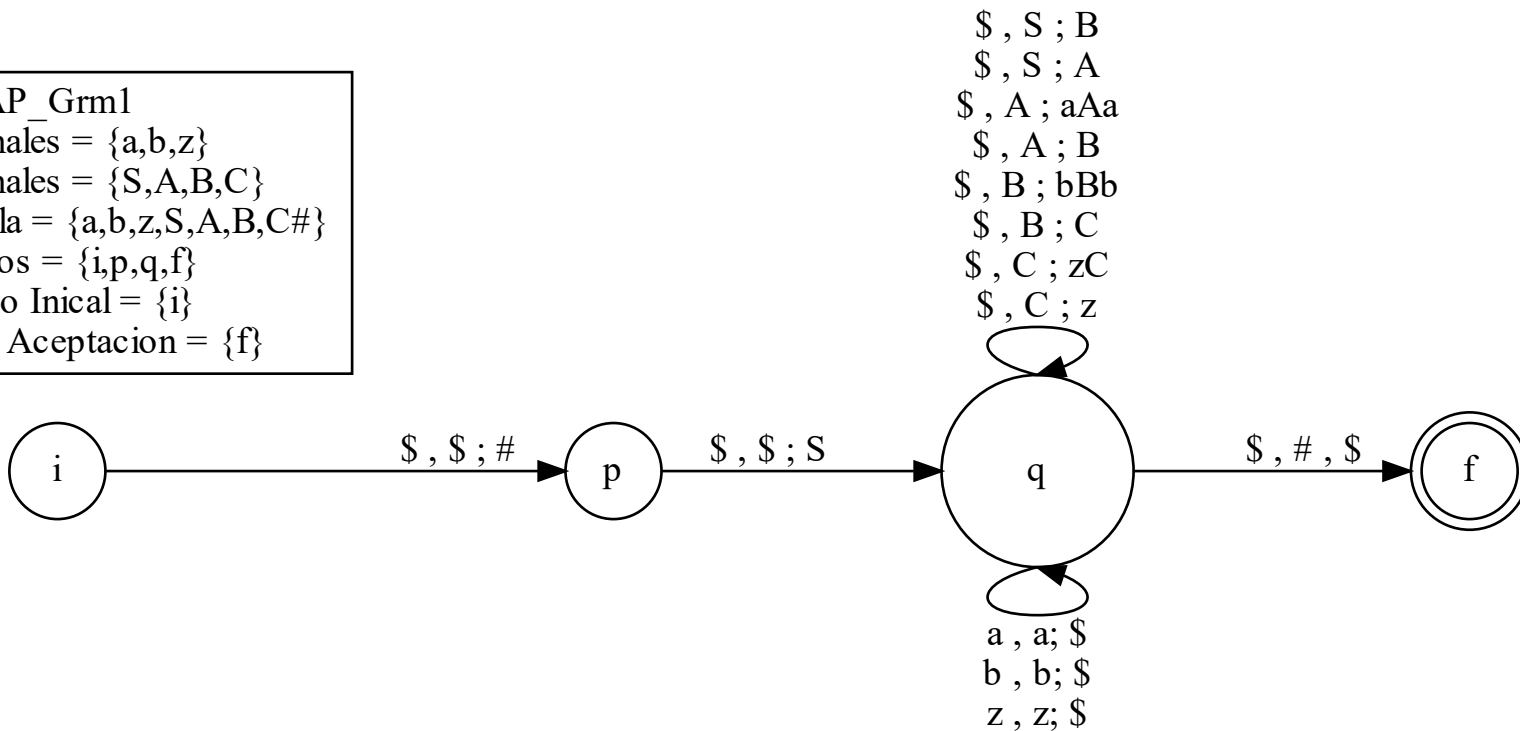 AP_Grm1
nales = {a,b,z}
nales = {S,A,B,C}
la = {a,b,z,S,A,B,C#}
os = {i,p,q,f}
o Inical = {i}
Aceptacion = {f}
$ , S ; B
$ , S ; A
$ , A ; aAa
$ , A ; B
$ , B ; bBb
$ , B ; C
$ , C ; zC
$ , C ; z
i
$ , $ ; #
p
$ , $ ; S
q
$ , # , $
f
a , a; $
b , b; $
z , z; $